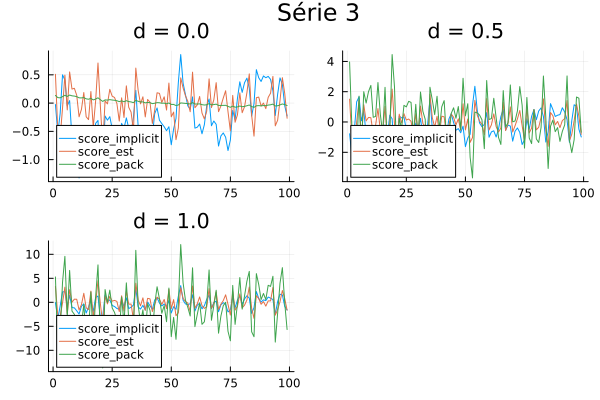 Série 3
d = 0.0
0.5
0.0
−0.5
−1.0
score_implicit
score_est
score_pack
0 25 50 75 100
d = 0.5
4
2
0
−2
score_implicit
score_est
score_pack
0 25 50 75 100
d = 1.0
10
5
0
−5
−10
score_implicit
score_est
score_pack
0 25 50 75 100